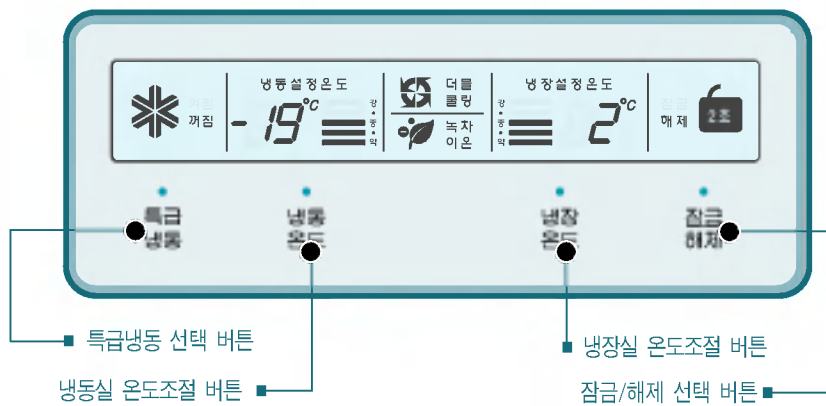 냉동설정온도
더블
쿨링
냉장설정온도
꺼짐
-19°C
강
중
약
녹차
이온
강
중
약
2°C
잠금
해제
2초
특급
냉동
냉동
온도
냉장
온도
잠금
해제
특급냉동 선택 버튼
냉장실 온도조절 버튼
냉동실 온도조절 버튼
잠금/해제 선택 버튼